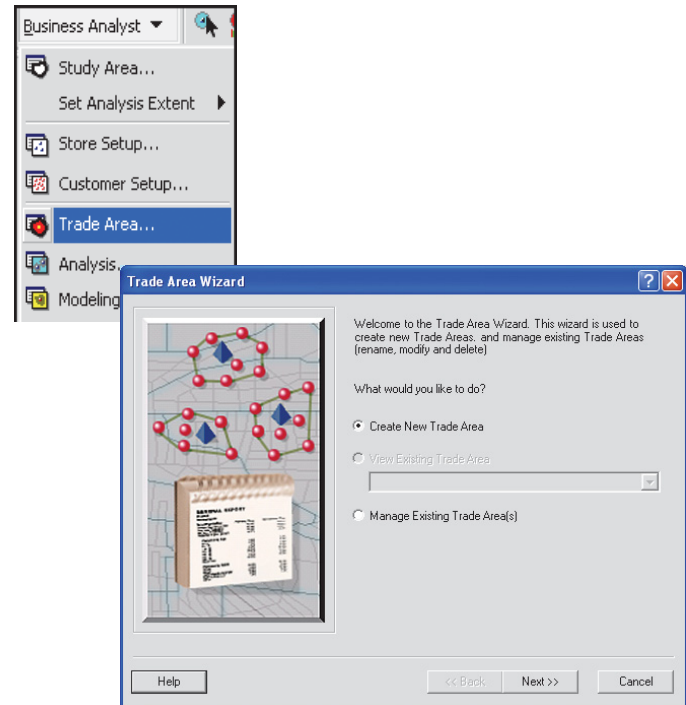 Business Analyst
Study Area...
Set Analysis Extent
Store Setup...
Customer Setup...
Trade Area...
Analysis...
Modeling
Trade Area Wizard
Welcome to the Trade Area Wizard. This wizard is used to
create new Trade Areas. and manage existing Trade Areas
(rename, modify and delete)
What would you like to do?
Create New Trade Area
View Existing Trade Area
Manage Existing Trade Area(s)
Help
<< Back
Next >>
Cancel